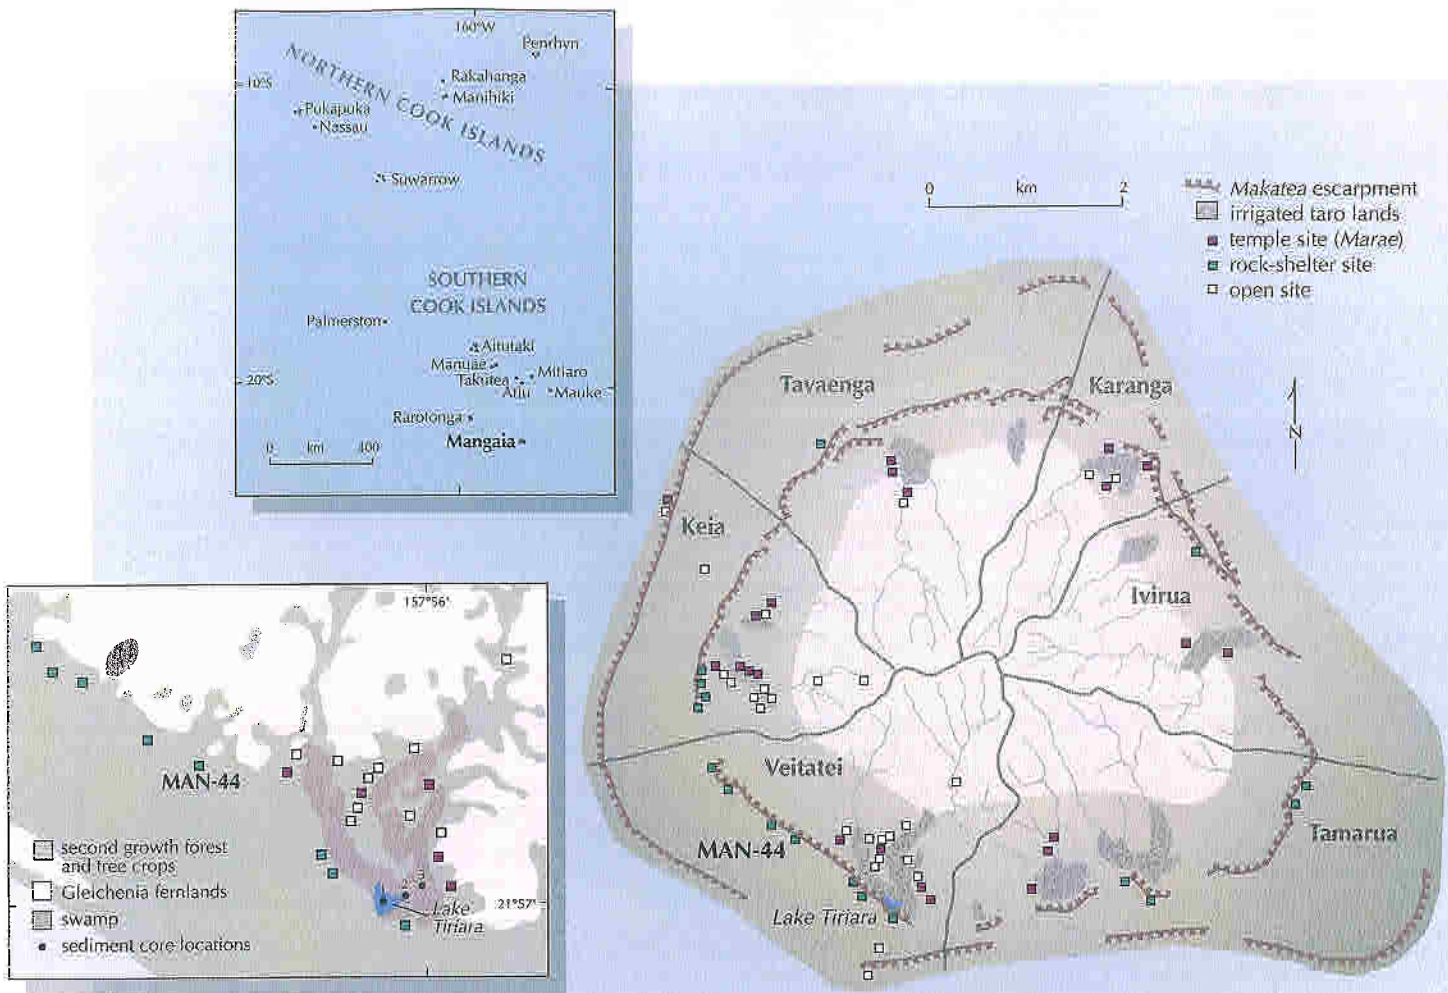 160°W
Penrhyn
NORTHERN COOK ISLANDS
10°S
Rakahanga
Manihiki
Pukapuka
Nassau
Suwarrow
SOUTHERN
COOK ISLANDS
Palmerston
Aitutaki
Manuae
Mitiaro
Takutea
20°S
Atiu
Mauke
Rarotonga
Mangaia
0 km 400
0 km 2
Makatea escarpment
irrigated taro lands
temple site (Marae)
rock-shelter site
open site
N
Tavaenga
Karanga
Keia
Ivirua
Veitatei
MAN-44
Tamarua
Lake Tiriara
157°56'
MAN-44
second growth forest
and tree crops
Gleichenia fernlands
swamp
sediment core locations
2
3
Lake
Tiriara
21°57'